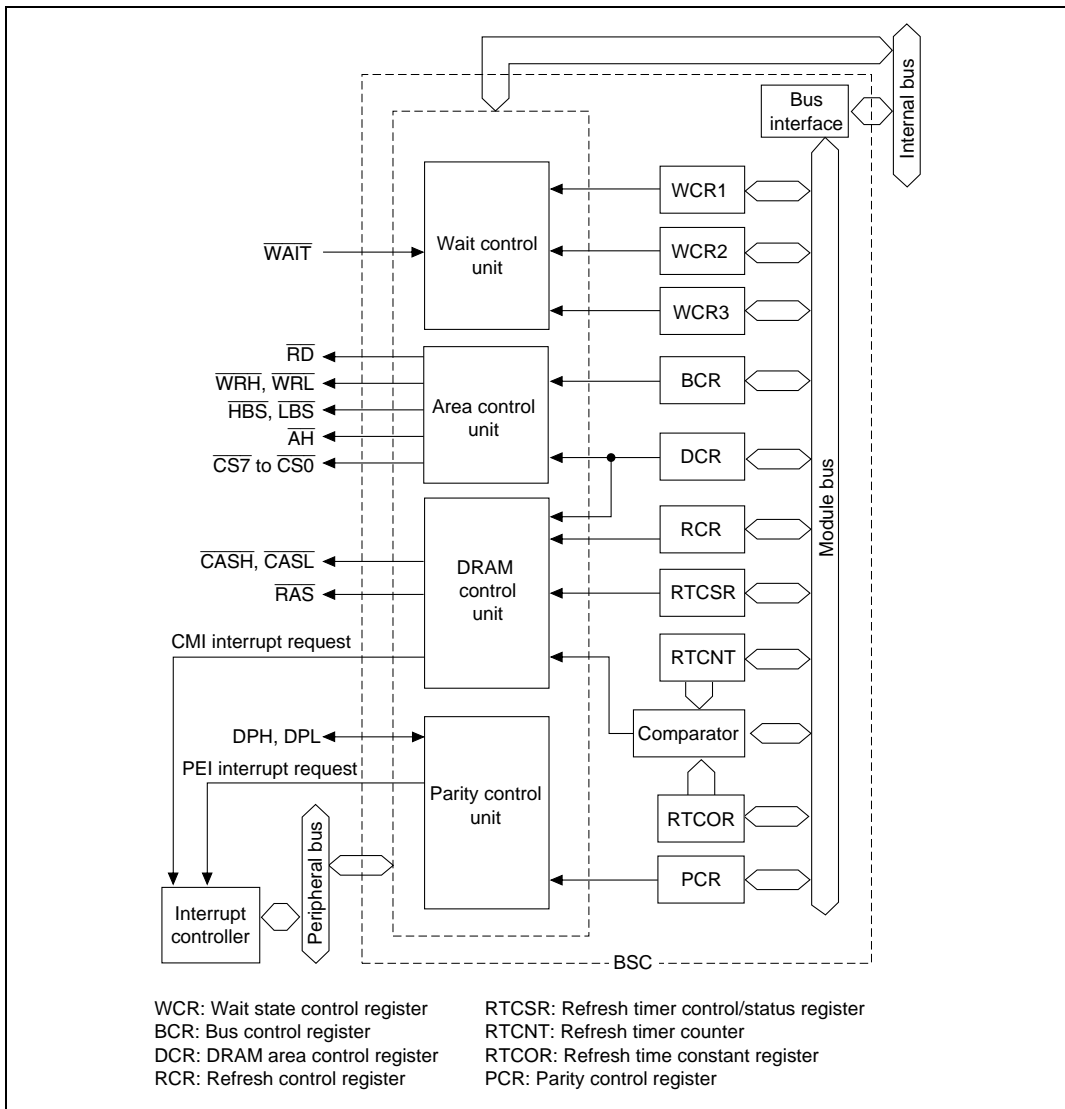 Internal bus
Bus
interface
WCR1
Wait control
unit
WAIT
WCR2
WCR3
RD
WRH, WRL
HBS, LBS
AH
CS7 to CS0
Area control
unit
BCR
DCR
Module bus
CASH, CASL
RAS
DRAM
control
unit
RCR
RTCSR
CMI interrupt request
RTCNT
Comparator
DPH, DPL
PEI interrupt request
Parity control
unit
RTCOR
PCR
Peripheral bus
Interrupt
controller
BSC
WCR: Wait state control register
BCR: Bus control register
DCR: DRAM area control register
RCR: Refresh control register
RTCSR: Refresh timer control/status register
RTCNT: Refresh timer counter
RTCOR: Refresh time constant register
PCR: Parity control register